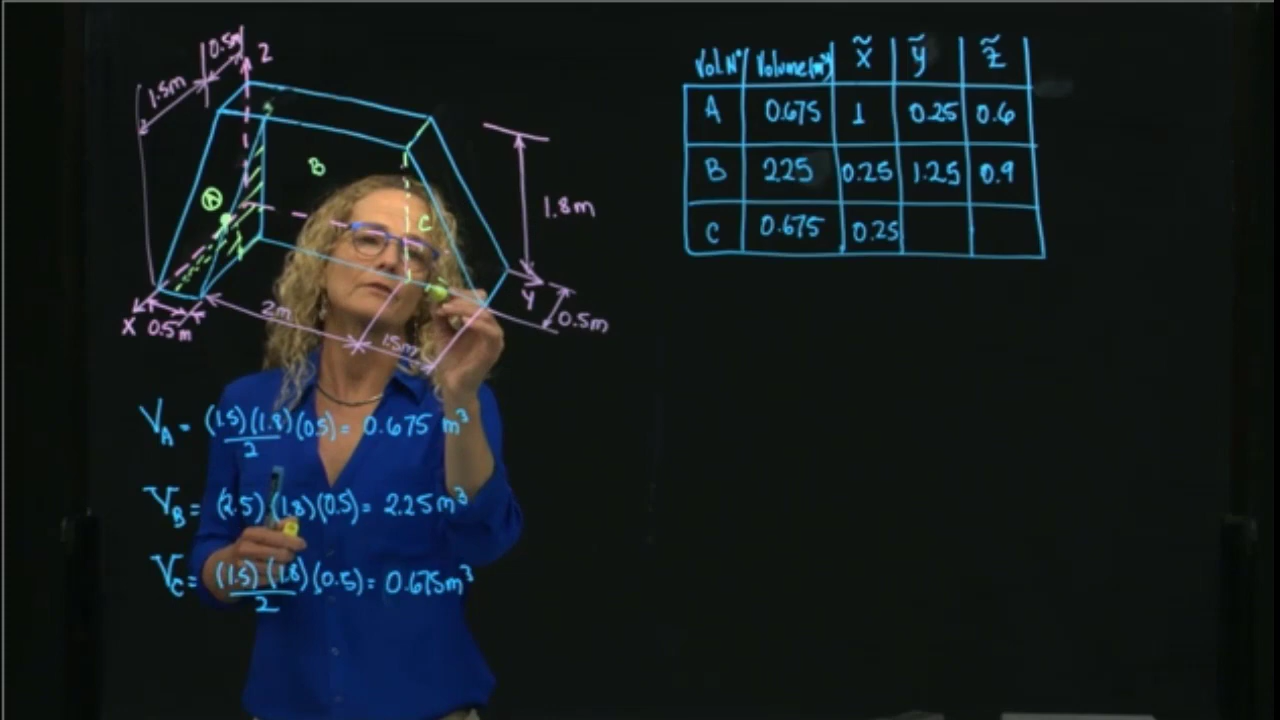 0.5m
Z
1.5m
A
B
C
1.8m
X
0.5m
2m
1.5m
Y
0.5m
V_A = (1.5)(1.8)/2 (0.5) = 0.675 m³
V_B = (2.5)(1.8)(0.5) = 2.25 m³
V_C = (1.5)(1.8)/2 (0.5) = 0.675 m³
Vol.N° Volume(m³) x̃ ỹ z̃
A 0.675 1 0.25 0.6
B 2.25 0.25 1.25 0.9
C 0.675 0.25